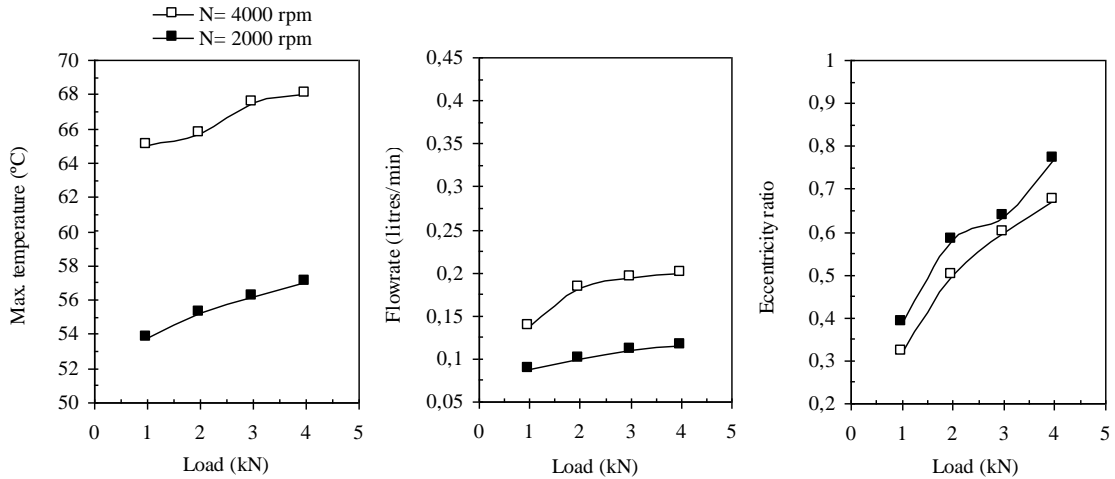 N= 4000 rpm
N= 2000 rpm
Max. temperature (ºC)
70
68
66
64
62
60
58
56
54
52
50
0 1 2 3 4 5
Load (kN)
Flowrate (litres/min)
0,45
0,4
0,35
0,3
0,25
0,2
0,15
0,1
0,05
0 1 2 3 4 5
Load (kN)
Eccentricity ratio
1
0,9
0,8
0,7
0,6
0,5
0,4
0,3
0,2
0 1 2 3 4 5
Load (kN)